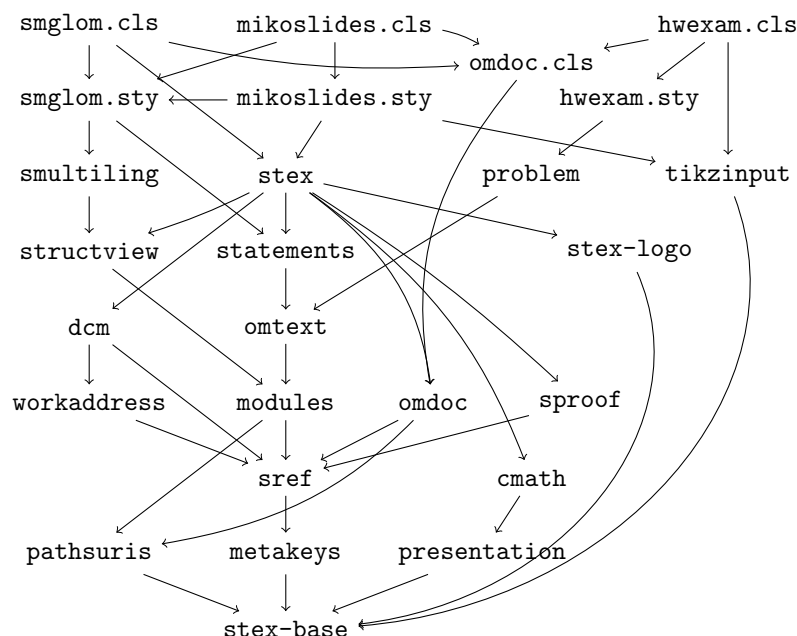 smglom.cls mikoslides.cls hwexam.cls
omdoc.cls
smglom.sty mikoslides.sty hwexam.sty
smultiling stex problem tikzinput
structview statements stex-logo
dcm omtext
workaddress modules omdoc sproof
sref cmath
pathsuris metakeys presentation
stex-base